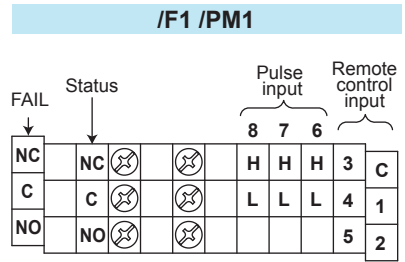 /F1 /PM1
Pulse input
Remote control input
Status
FAIL
8 7 6
NC NC H H H 3 C
C C L L L 4 1
NO NO 5 2